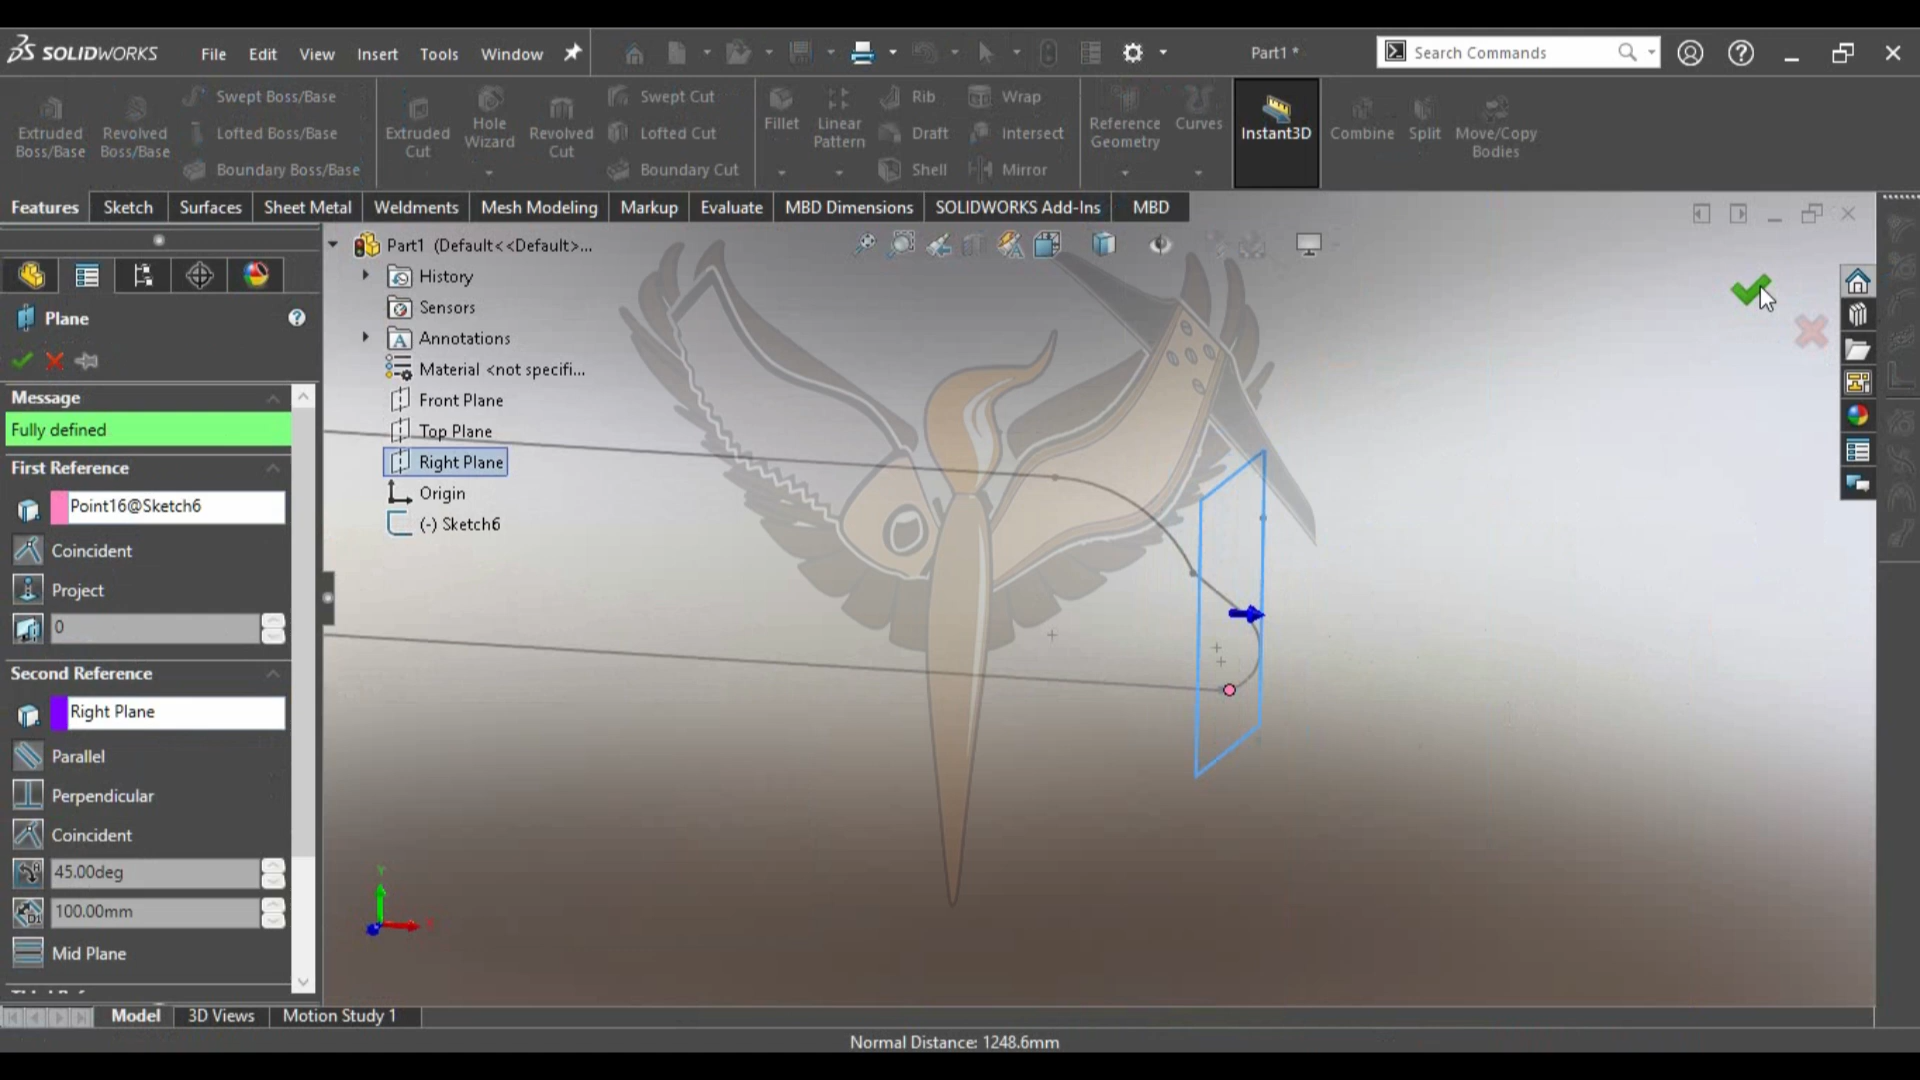 SOLIDWORKS File Edit View Insert Tools Window Part1 * Search Commands
Extruded Boss/Base
Revolved Boss/Base
Swept Boss/Base
Lofted Boss/Base
Boundary Boss/Base
Extruded Cut
Hole Wizard
Revolved Cut
Swept Cut
Lofted Cut
Boundary Cut
Fillet
Linear Pattern
Rib
Draft
Shell
Wrap
Intersect
Mirror
Reference Geometry
Curves
Instant3D
Combine
Split
Move/Copy Bodies
Features Sketch Surfaces Sheet Metal Weldments Mesh Modeling Markup Evaluate MBD Dimensions SOLIDWORKS Add-Ins MBD
Plane
Message
Fully defined
First Reference
Point16@Sketch6
Coincident
Project
0
Second Reference
Right Plane
Parallel
Perpendicular
Coincident
45.00deg
100.00mm
Mid Plane
Part1 (Default<<Default>...
History
Sensors
Annotations
Material <not specifi...
Front Plane
Top Plane
Right Plane
Origin
(-) Sketch6
Y
Model 3D Views Motion Study 1
Normal Distance: 1248.6mm